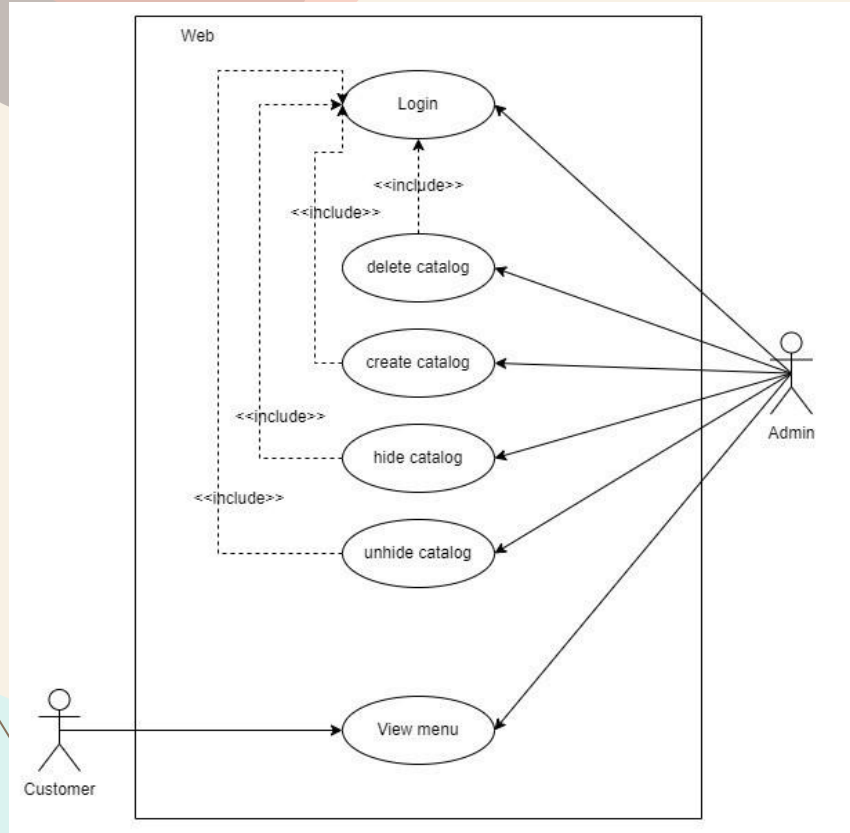 Web
Login
<<include>>
<<include>>
delete catalog
create catalog
<<include>>
hide catalog
<<include>>
unhide catalog
Admin
View menu
Customer